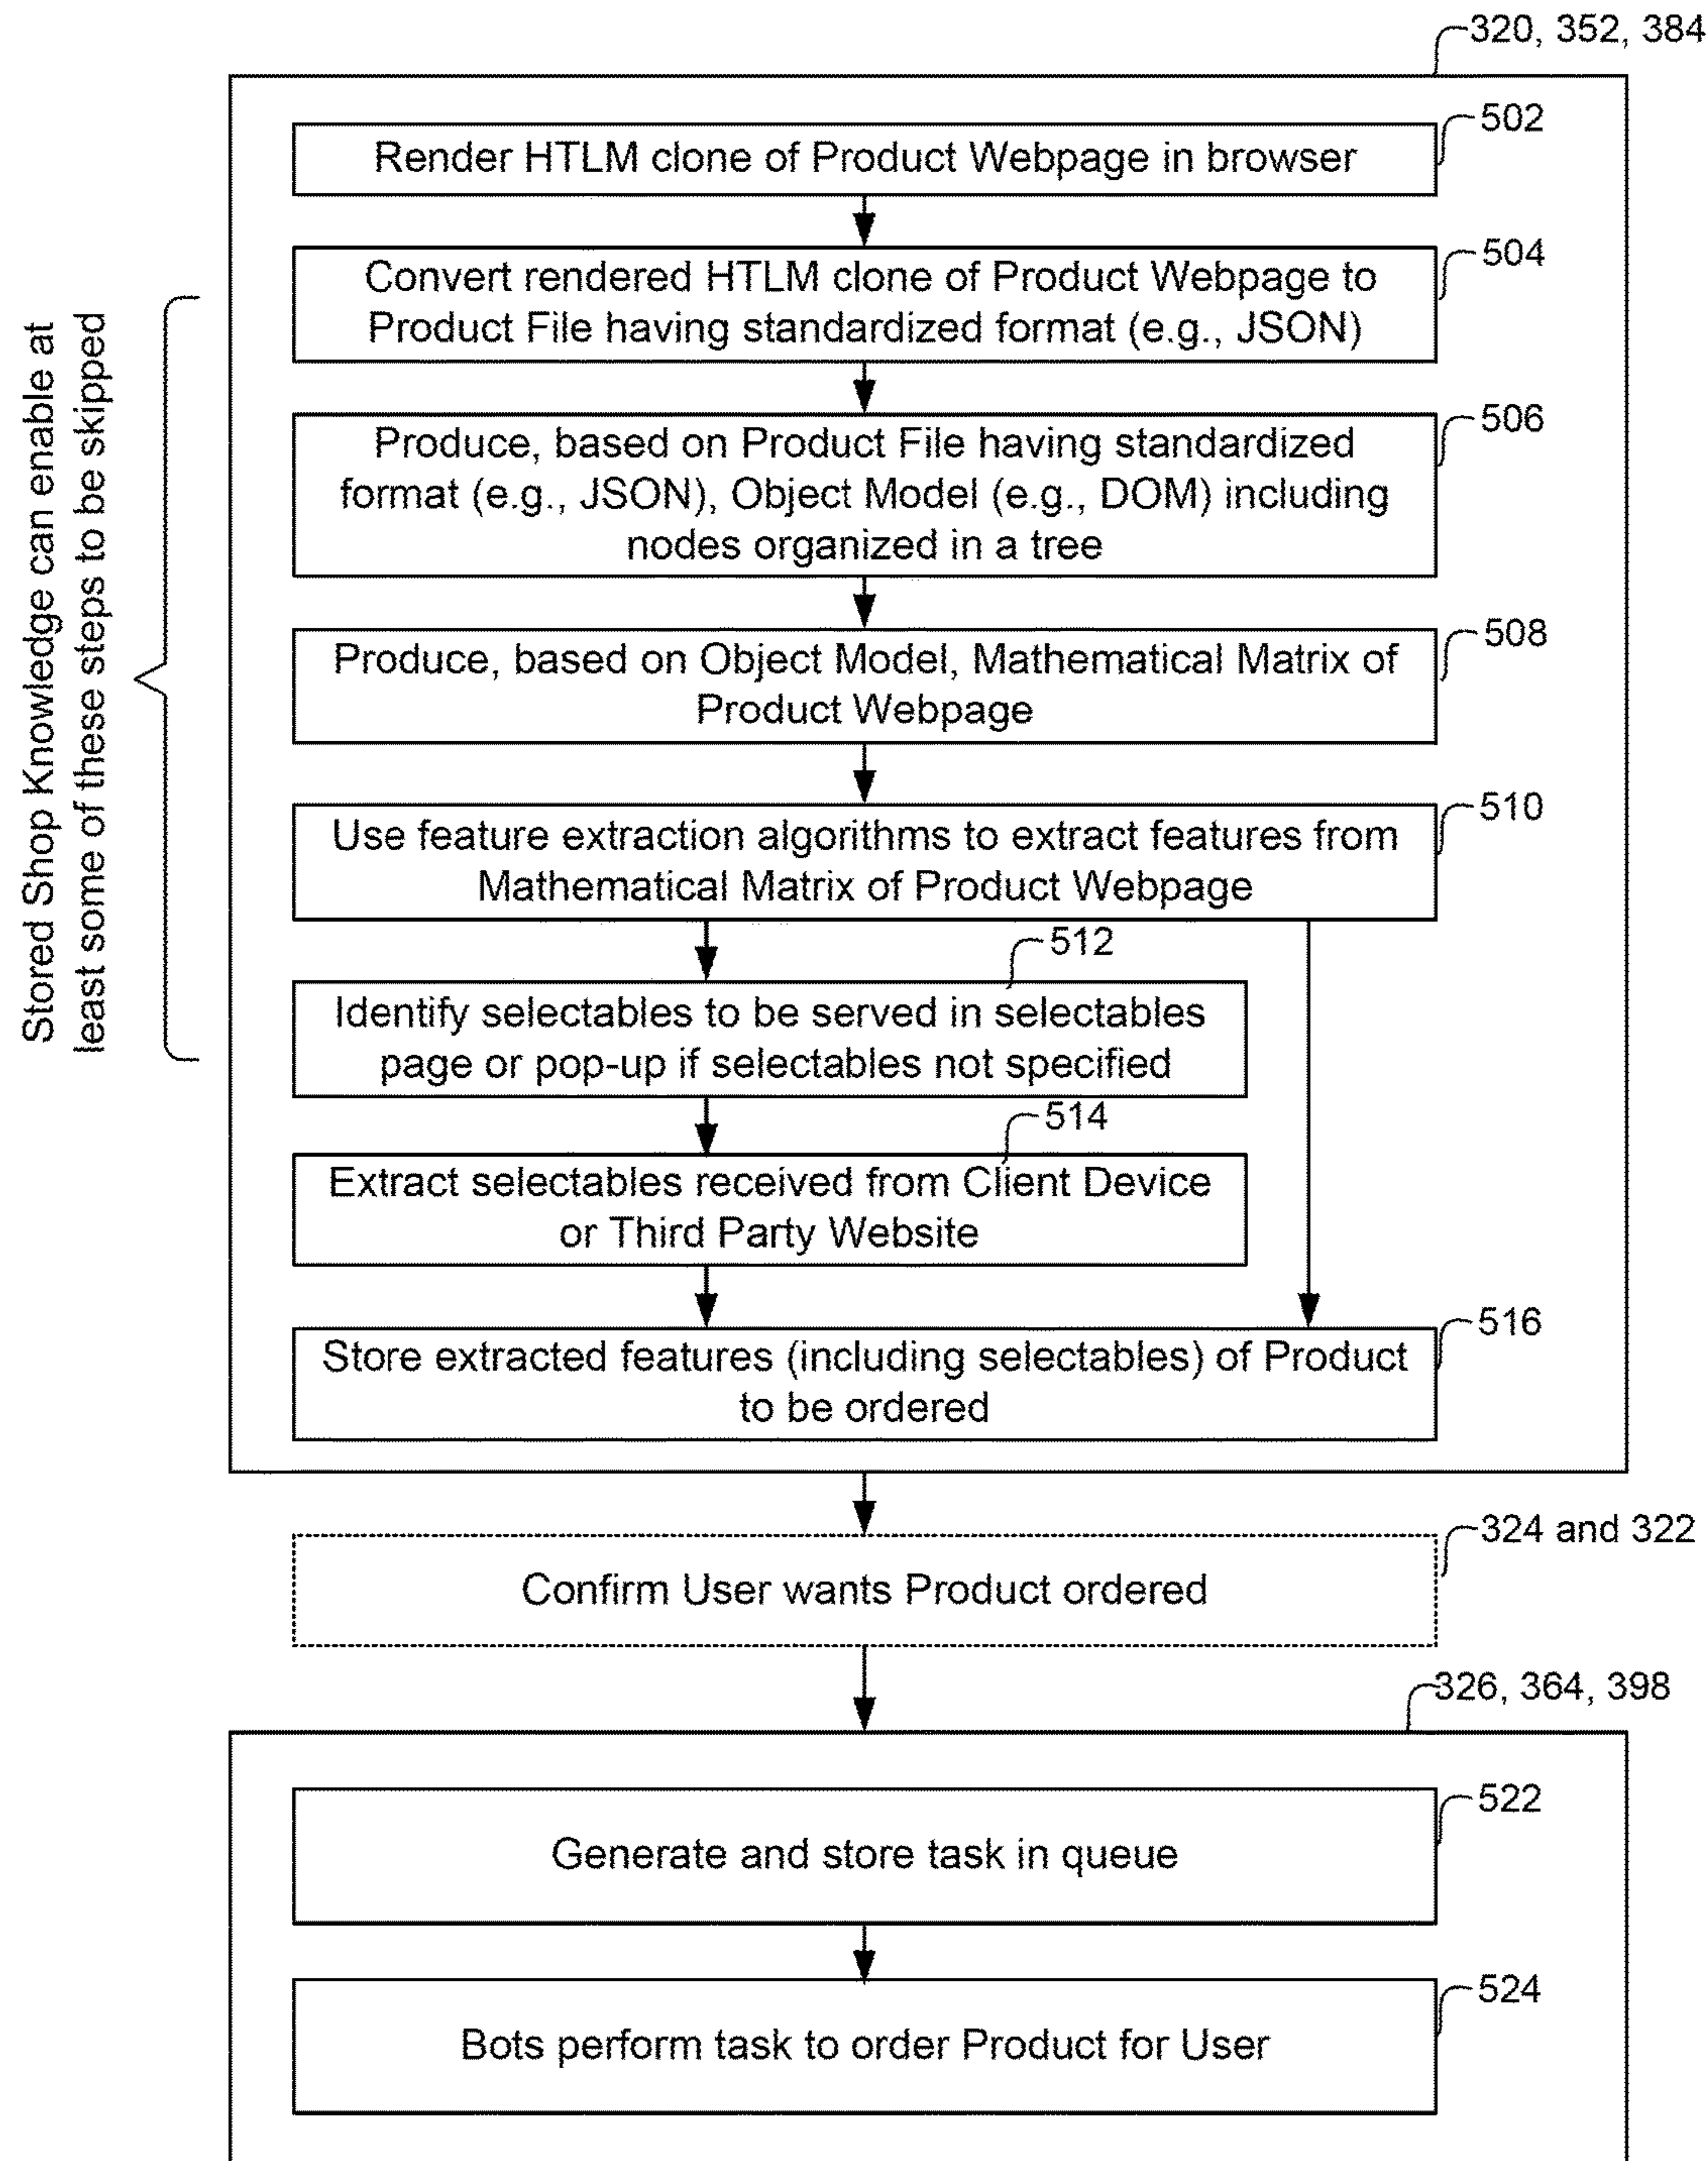 320, 352, 384
502
Render HTLM clone of Product Webpage in browser
504
Convert rendered HTLM clone of Product Webpage to
Product File having standardized format (e.g., JSON)
506
Produce, based on Product File having standardized
format (e.g., JSON), Object Model (e.g., DOM) including
nodes organized in a tree
508
Produce, based on Object Model, Mathematical Matrix of
Product Webpage
510
Use feature extraction algorithms to extract features from
Mathematical Matrix of Product Webpage
512
Identify selectables to be served in selectables
page or pop-up if selectables not specified
514
Extract selectables received from Client Device
or Third Party Website
516
Store extracted features (including selectables) of Product
to be ordered
Stored Shop Knowledge can enable at
least some of these steps to be skipped
324 and 322
Confirm User wants Product ordered
326, 364, 398
522
Generate and store task in queue
524
Bots perform task to order Product for User